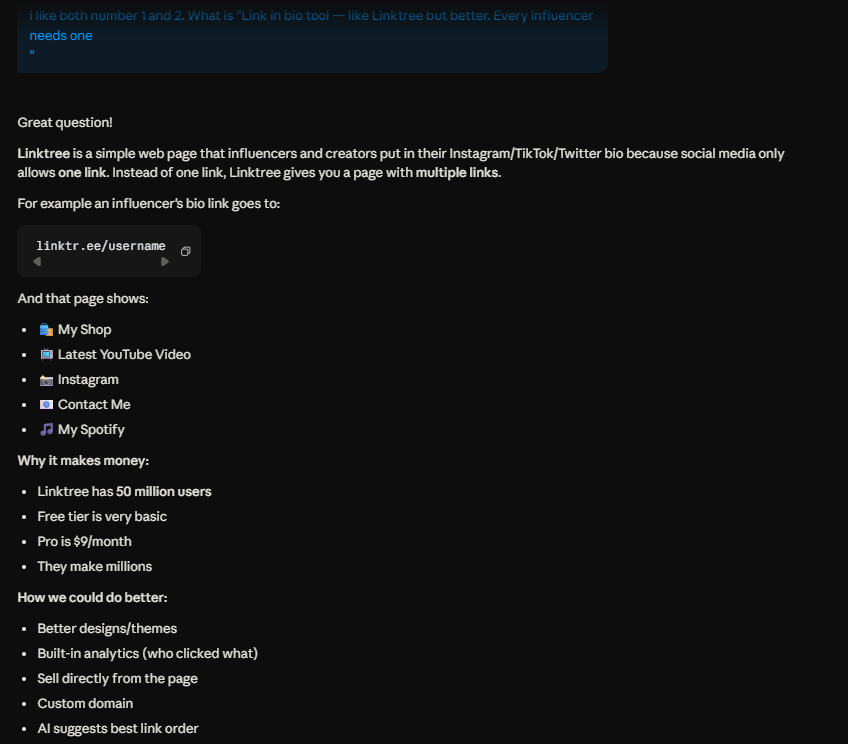 i like both number 1 and 2. What is "Link in bio tool — like Linktree but better. Every influencer
needs one
"
Great question!
Linktree is a simple web page that influencers and creators put in their Instagram/TikTok/Twitter bio because social media only
allows one link. Instead of one link, Linktree gives you a page with multiple links.
For example an influencer's bio link goes to:
linktr.ee/username
And that page shows:
• 🛍️ My Shop
• 📺 Latest YouTube Video
• 📸 Instagram
• 📧 Contact Me
• 🎵 My Spotify
Why it makes money:
• Linktree has 50 million users
• Free tier is very basic
• Pro is $9/month
• They make millions
How we could do better:
• Better designs/themes
• Built-in analytics (who clicked what)
• Sell directly from the page
• Custom domain
• AI suggests best link order